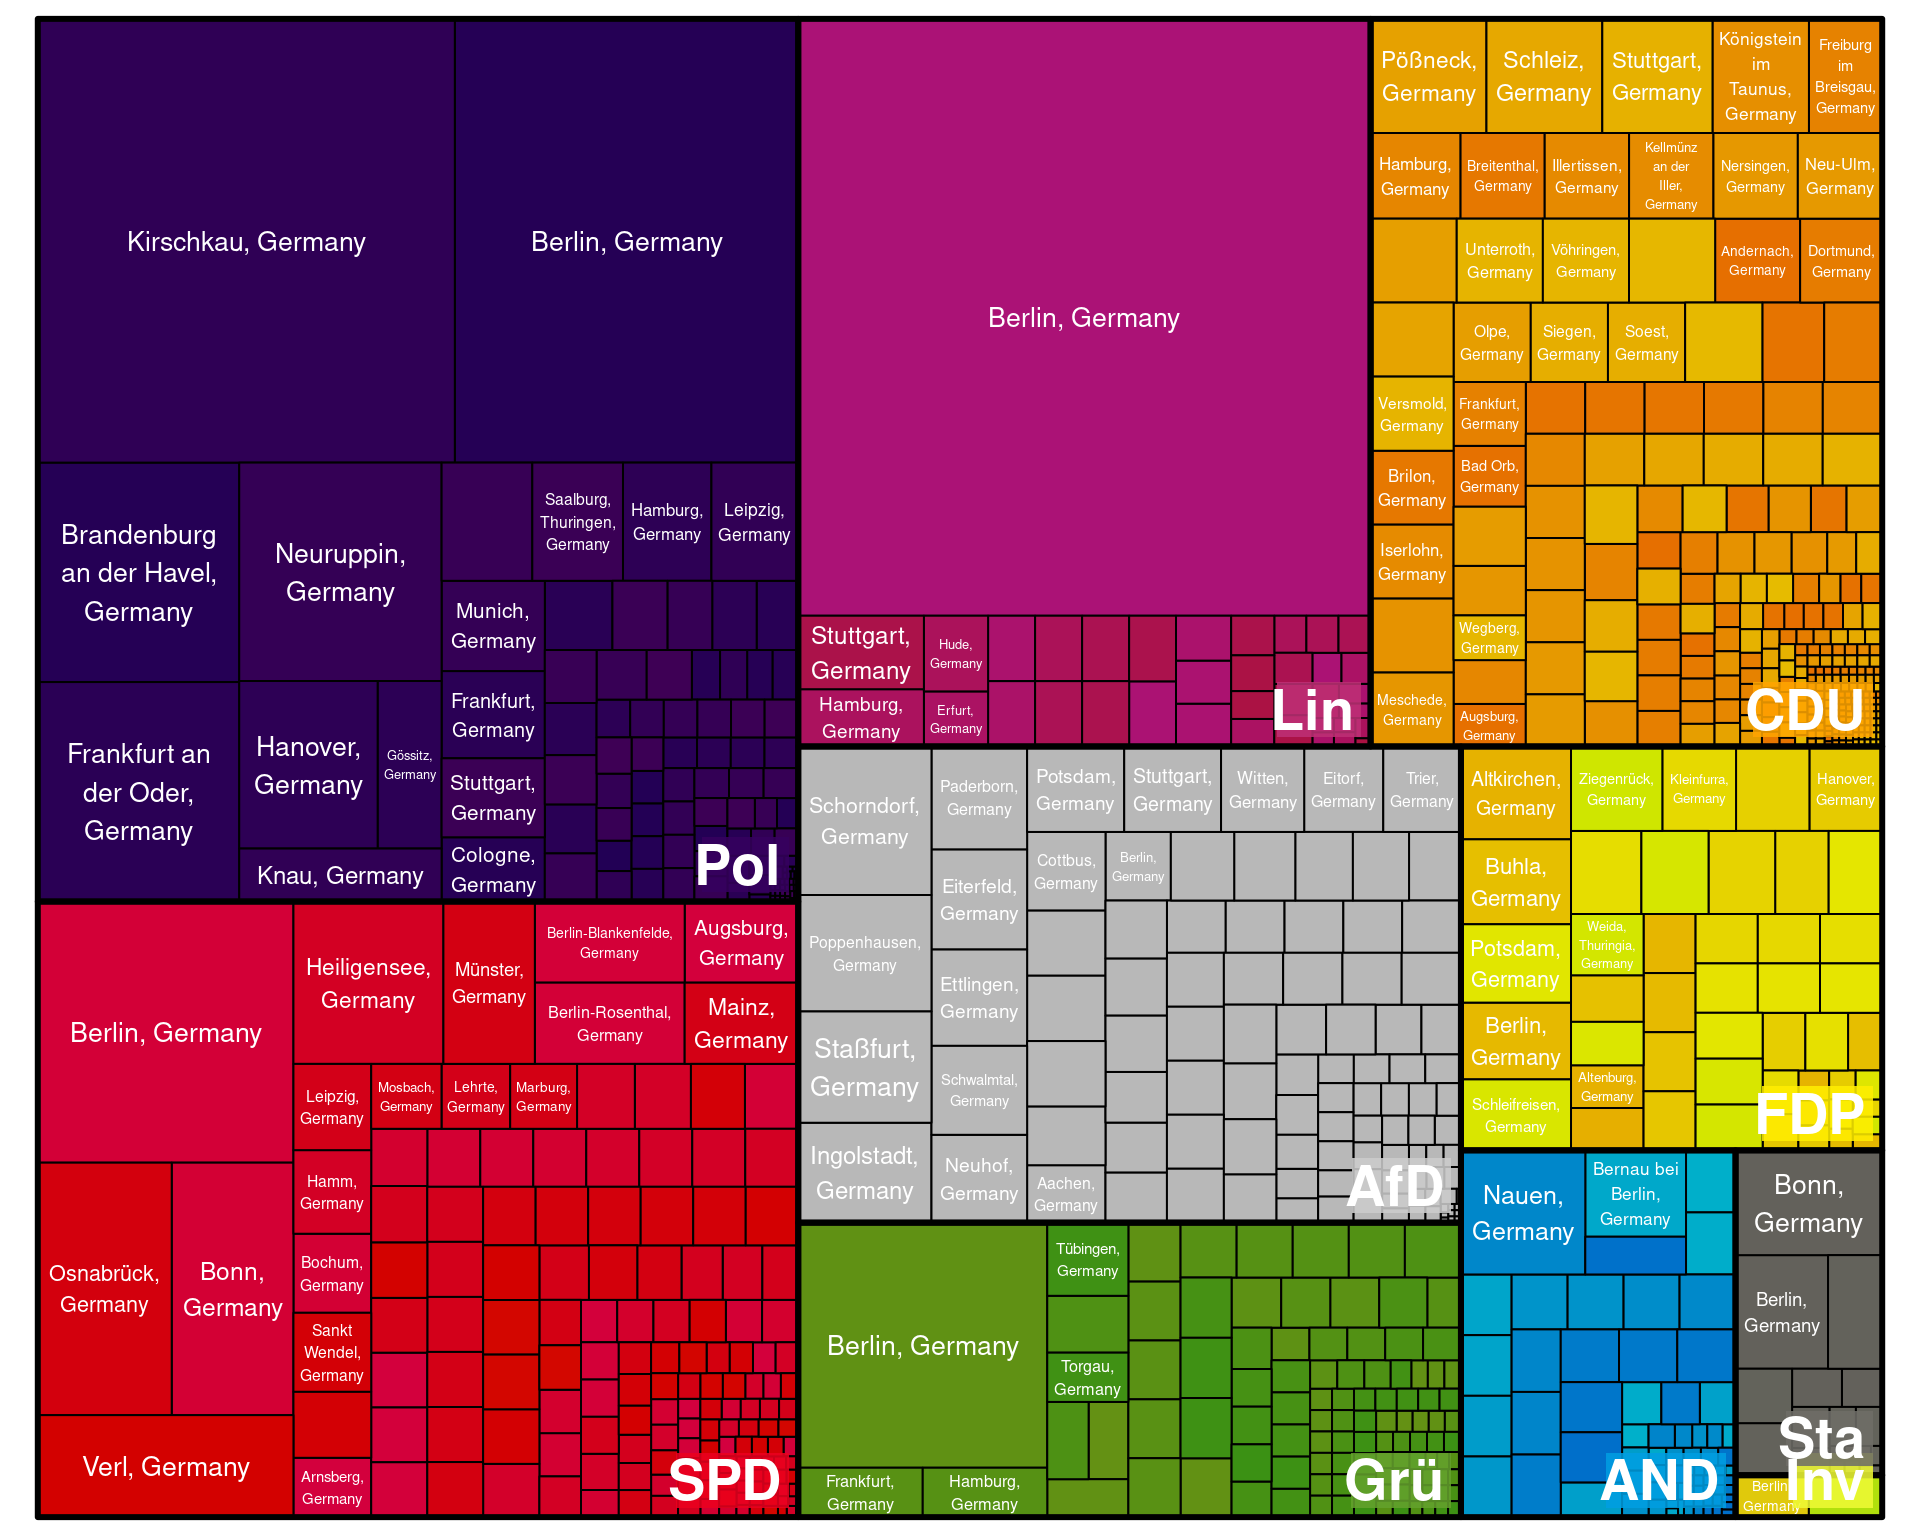 Kirschkau, Germany
Berlin, Germany
Brandenburg
an der Havel,
Germany
Neuruppin,
Germany
Saalburg,
Thuringen,
Germany
Hamburg,
Germany
Leipzig,
Germany
Frankfurt an
der Oder,
Germany
Hanover,
Germany
Gössitz,
Germany
Knau, Germany
Munich,
Germany
Frankfurt,
Germany
Stuttgart,
Germany
Cologne,
Germany
Pol
Berlin, Germany
Heiligensee,
Germany
Münster,
Germany
Berlin-Blankenfelde,
Germany
Berlin-Rosenthal,
Germany
Augsburg,
Germany
Mainz,
Germany
Osnabrück,
Germany
Bonn,
Germany
Verl, Germany
Leipzig,
Germany
Mosbach,
Germany
Lehrte,
Germany
Marburg,
Germany
Hamm,
Germany
Bochum,
Germany
Sankt
Wendel,
Germany
Arnsberg,
Germany
SPD
Berlin, Germany
Stuttgart,
Germany
Hamburg,
Germany
Hude,
Germany
Erfurt,
Germany
Lin
Pößneck,
Germany
Schleiz,
Germany
Stuttgart,
Germany
Königstein
im
Taunus,
Germany
Freiburg
im
Breisgau,
Germany
Hamburg,
Germany
Breitenthal,
Germany
Illertissen,
Germany
Kellmünz
an der
Iller,
Germany
Nersingen,
Germany
Neu-Ulm,
Germany
Unterroth,
Germany
Vöhringen,
Germany
Andernach,
Germany
Dortmund,
Germany
Olpe,
Germany
Siegen,
Germany
Soest,
Germany
Versmold,
Germany
Frankfurt,
Germany
Brilon,
Germany
Bad Orb,
Germany
Iserlohn,
Germany
Wegberg,
Germany
Meschede,
Germany
Augsburg,
Germany
CDU
Schorndorf,
Germany
Paderborn,
Germany
Potsdam,
Germany
Stuttgart,
Germany
Witten,
Germany
Eitorf,
Germany
Trier,
Germany
Poppenhausen,
Germany
Eiterfeld,
Germany
Cottbus,
Germany
Berlin,
Germany
Ettlingen,
Germany
Staßfurt,
Germany
Schwalmtal,
Germany
Ingolstadt,
Germany
Neuhof,
Germany
Aachen,
Germany
AfD
Altkirchen,
Germany
Ziegenrück,
Germany
Kleinfurra,
Germany
Hanover,
Germany
Buhla,
Germany
Potsdam,
Germany
Weida,
Thuringia,
Germany
Berlin,
Germany
Altenburg,
Germany
Schleifreisen,
Germany
FDP
Berlin, Germany
Tübingen,
Germany
Torgau,
Germany
Frankfurt,
Germany
Hamburg,
Germany
Grü
Nauen,
Germany
Bernau bei
Berlin,
Germany
AND
Bonn,
Germany
Berlin,
Germany
Sta
Berlin,
Germany
Inv